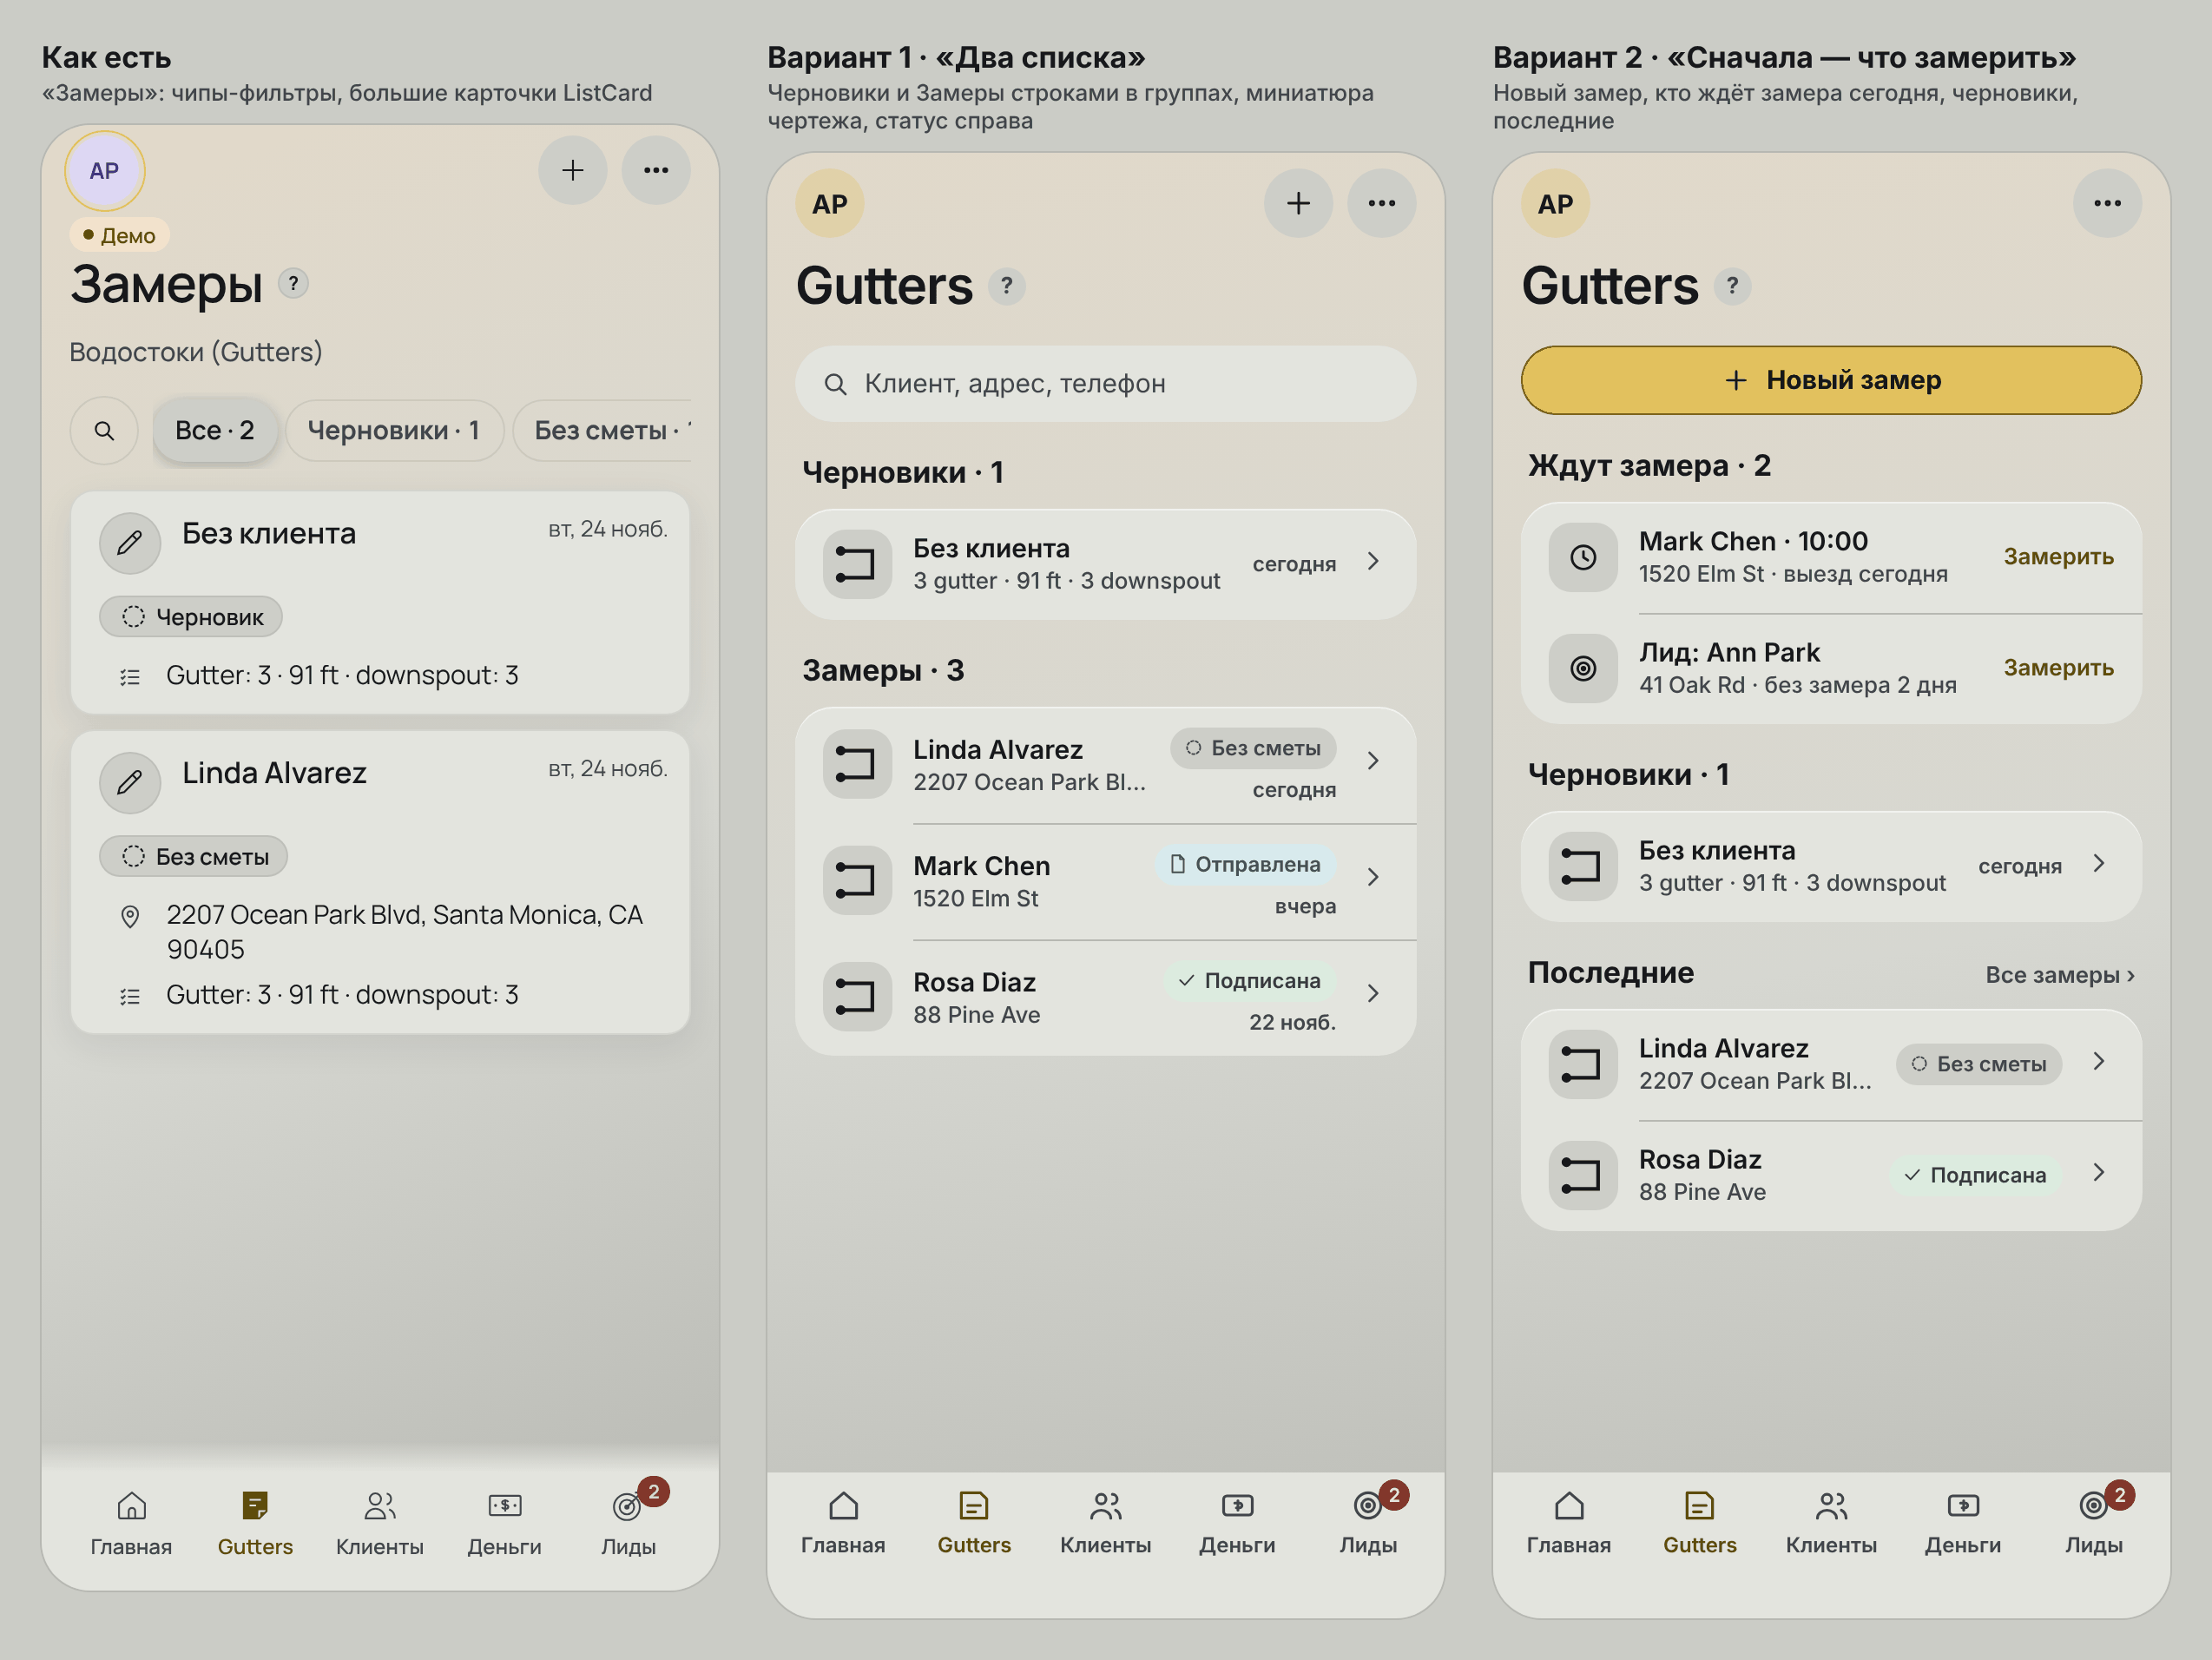 Как есть
«Замеры»: чипы-фильтры, большие карточки ListCard
AP
Демо
Замеры ?
Водостоки (Gutters)
Все · 2
Черновики · 1
Без сметы ·
Без клиента
вт, 24 нояб.
Черновик
Gutter: 3 · 91 ft · downspout: 3
Linda Alvarez
вт, 24 нояб.
Без сметы
2207 Ocean Park Blvd, Santa Monica, CA
90405
Gutter: 3 · 91 ft · downspout: 3
2
Главная
Gutters
Клиенты
Деньги
Лиды
Вариант 1 · «Два списка»
Черновики и Замеры строками в группах, миниатюра
чертежа, статус справа
AP
Gutters ?
Клиент, адрес, телефон
Черновики · 1
Без клиента
3 gutter · 91 ft · 3 downspout
сегодня
Замеры · 3
Linda Alvarez
2207 Ocean Park Bl...
Без сметы
сегодня
Mark Chen
1520 Elm St
Отправлена
вчера
Rosa Diaz
88 Pine Ave
Подписана
22 нояб.
2
Главная
Gutters
Клиенты
Деньги
Лиды
Вариант 2 · «Сначала — что замерить»
Новый замер, кто ждёт замера сегодня, черновики,
последние
AP
Gutters ?
+ Новый замер
Ждут замера · 2
Mark Chen · 10:00
1520 Elm St · выезд сегодня
Замерить
Лид: Ann Park
41 Oak Rd · без замера 2 дня
Замерить
Черновики · 1
Без клиента
3 gutter · 91 ft · 3 downspout
сегодня
Последние
Все замеры ›
Linda Alvarez
2207 Ocean Park Bl...
Без сметы
Rosa Diaz
88 Pine Ave
Подписана
2
Главная
Gutters
Клиенты
Деньги
Лиды